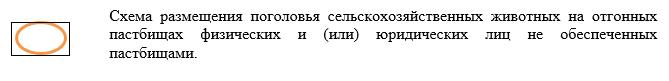 Схема размещения поголовья сельскохозяйственных животных на отгонных
пастбищах физических и (или) юридических лиц не обеспеченных
пастбищами.